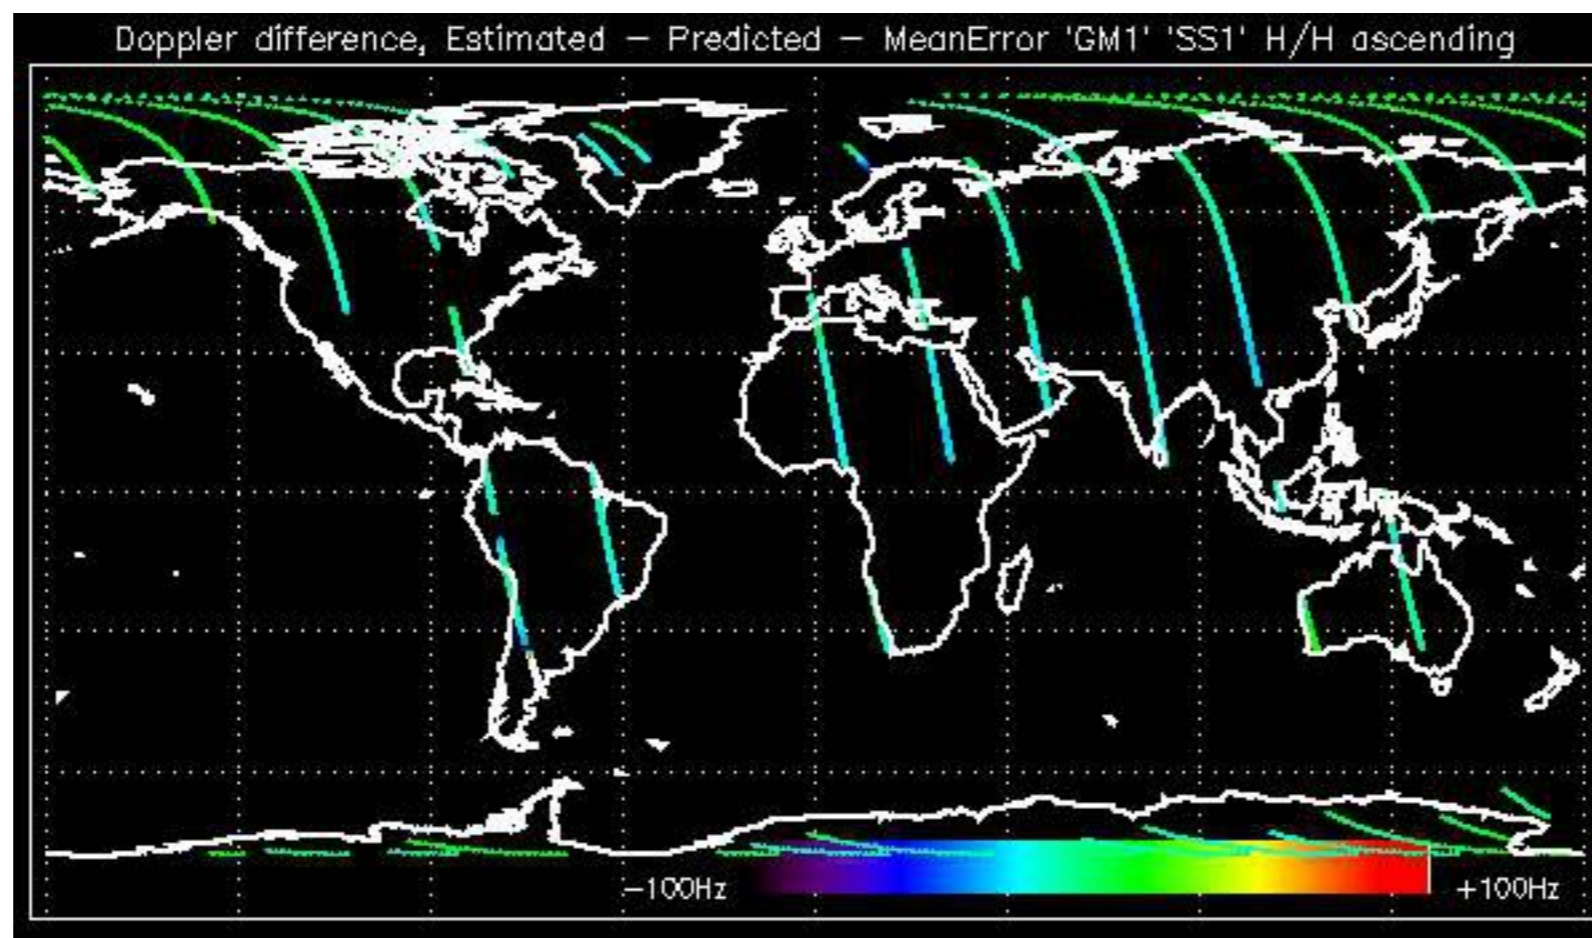 Doppler difference, Estimated – Predicted – MeanError 'GM1' 'SS1' H/H ascending
-100Hz
+100Hz